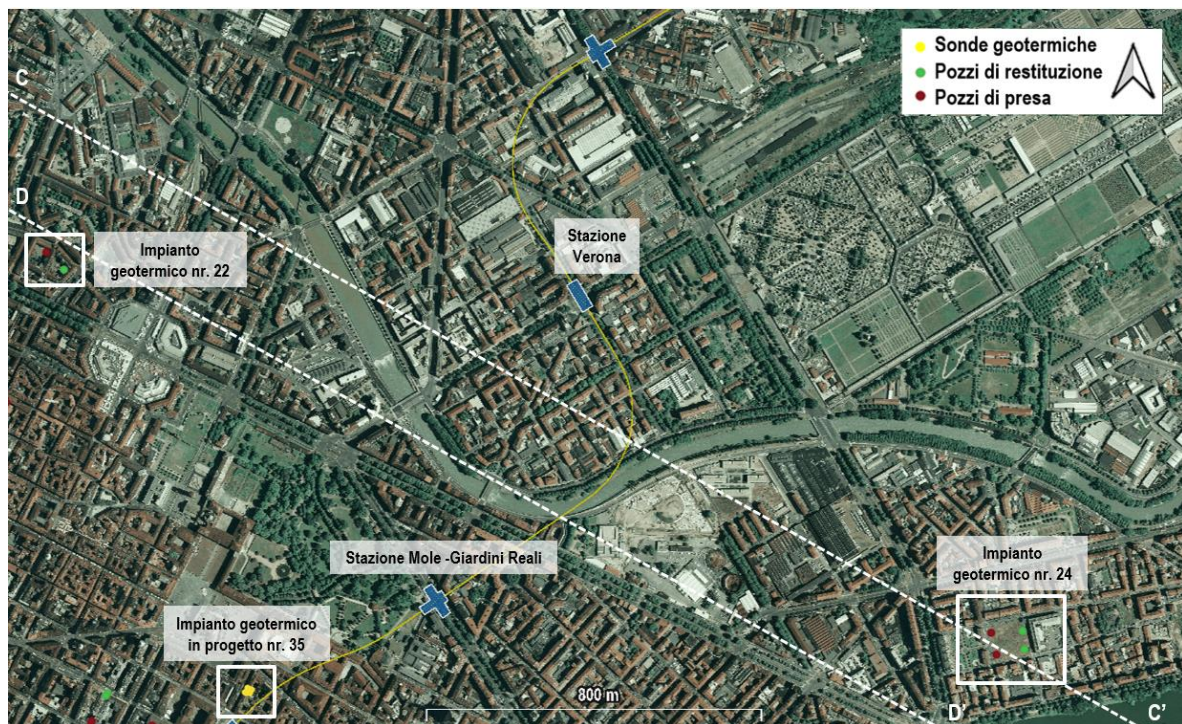 Sonde geotermiche
Pozzi di restituzione
Pozzi di presa
C
D
Impianto
geotermico nr. 22
Stazione
Verona
Stazione Mole -Giardini Reali
Impianto geotermico
in progetto nr. 35
Impianto
geotermico nr. 24
800 m
D’
C’